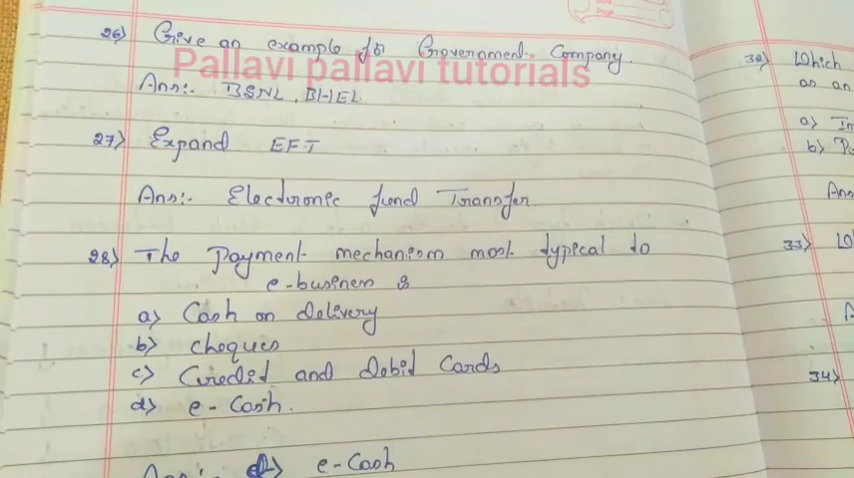 26) Give an example for Government Company.
Pallavi pallavi tutorials
Ans:- BSNL, BHEL.
27) Expand EFT
Ans:- Electronic fund Transfer.
28) The Payment mechanism most typical to
e-business is
a) Cash on Delivery
b) cheques
c) Credit and Debit Cards
d) e-Cash.
Ans: d) e-Cash
32) Which
as an
a)
b)
Ans
33)
34)